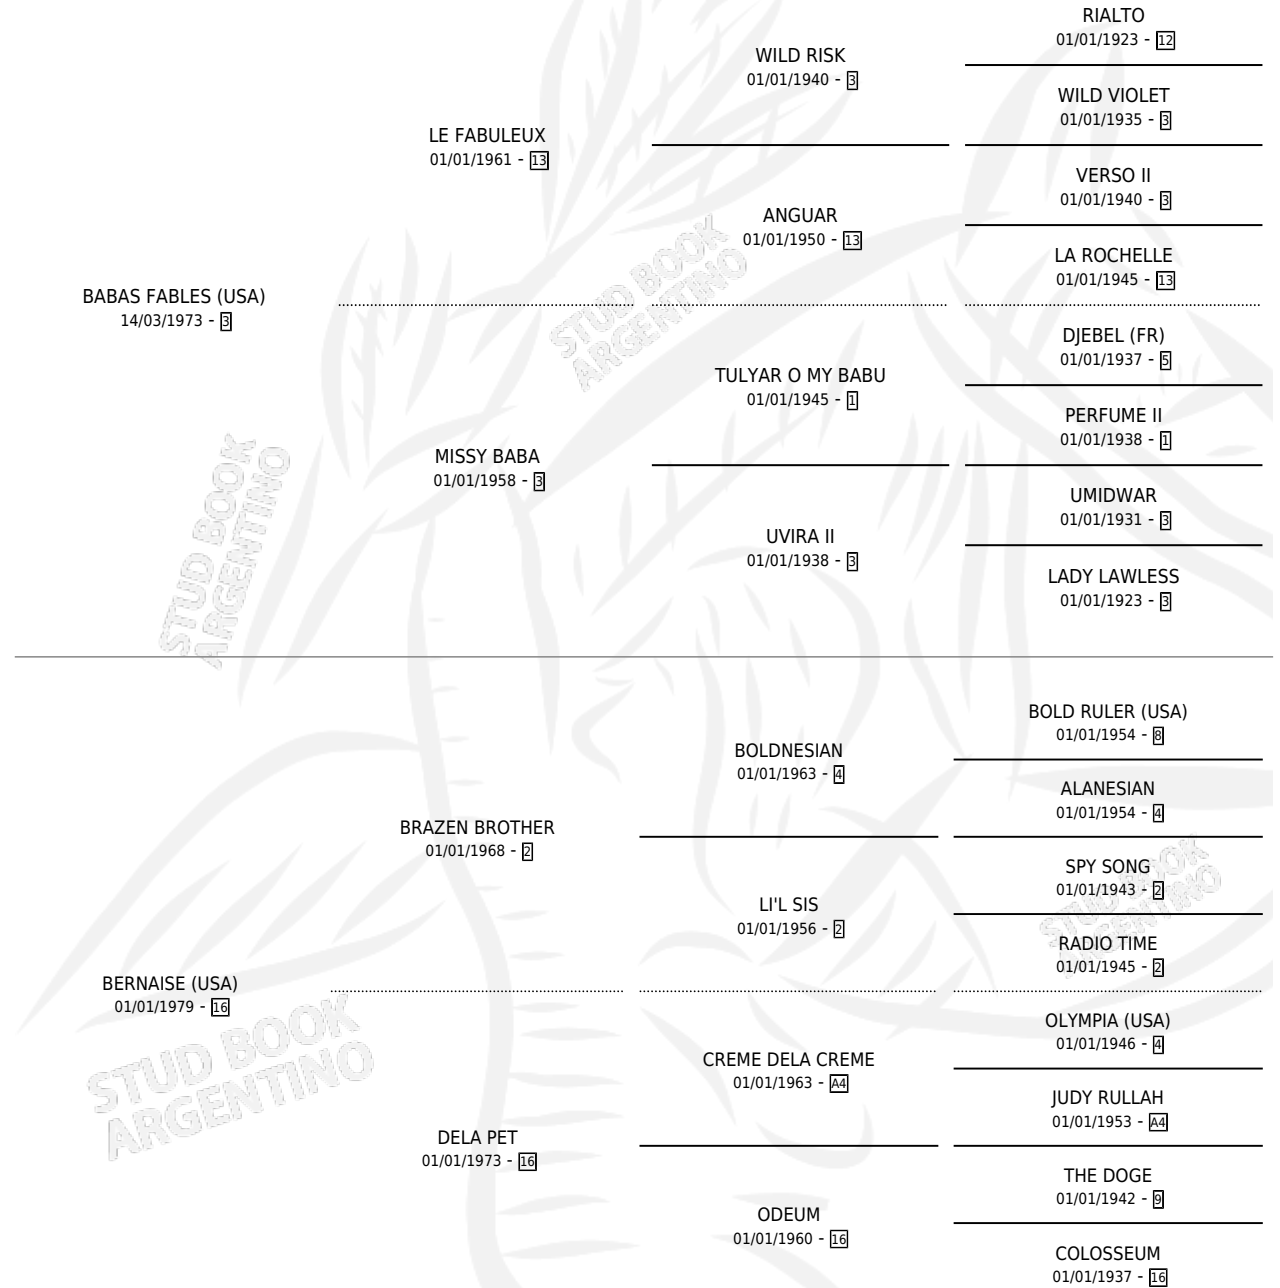 RIALTO
01/01/1923 - 12
WILD RISK
01/01/1940 - 3
WILD VIOLET
01/01/1935 - 3
LE FABULEUX
01/01/1961 - 13
VERSO II
01/01/1940 - 3
ANGUAR
01/01/1950 - 13
LA ROCHELLE
01/01/1945 - 13
BABAS FABLES (USA)
14/03/1973 - 3
DJEBEL (FR)
01/01/1937 - 5
TULYAR O MY BABU
01/01/1945 - 1
PERFUME II
01/01/1938 - 1
MISSY BABA
01/01/1958 - 3
UMIDWAR
01/01/1931 - 3
UVIRA II
01/01/1938 - 3
LADY LAWLESS
01/01/1923 - 3
STUD BOOK
ARGENTINO
STUD BOOK
ARGENTINO
BOLD RULER (USA)
01/01/1954 - 8
BOLDNESIAN
01/01/1963 - 4
ALANESIAN
01/01/1954 - 4
BRAZEN BROTHER
01/01/1968 - 2
SPY SONG
01/01/1943 - 2
LI'L SIS
01/01/1956 - 2
RADIO TIME
01/01/1945 - 2
BERNAISE (USA)
01/01/1979 - 16
OLYMPIA (USA)
01/01/1946 - 4
CREME DELA CREME
01/01/1963 - A4
JUDY RULLAH
01/01/1953 - A4
DELA PET
01/01/1973 - 16
THE DOGE
01/01/1942 - 9
ODEUM
01/01/1960 - 16
COLOSSEUM
01/01/1937 - 16
STUD BOOK
ARGENTINO
STUD BOOK
ARGENTINO